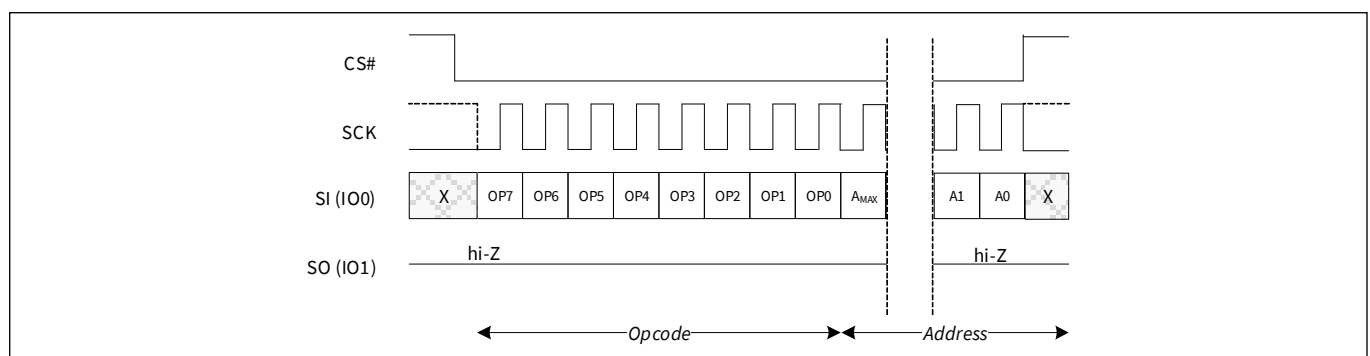 CS#
SCK
SI (IO0) X OP7 OP6 OP5 OP4 OP3 OP2 OP1 OP0 AMAX A1 A0 X
hi-Z hi-Z
SO (IO1)
Opcode Address